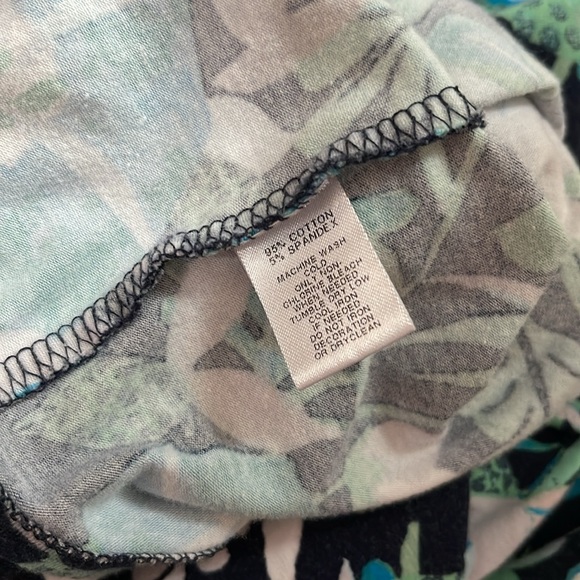 95% COTTON
5% SPANDEX
MACHINE WASH
COLD
ONLY NON-
CHLORINE BLEACH
WHEN NEEDED
TUMBLE DRY LOW
COOL IRON
IF NEEDED
DO NOT IRON
DECORATION
OR DRYCLEAN